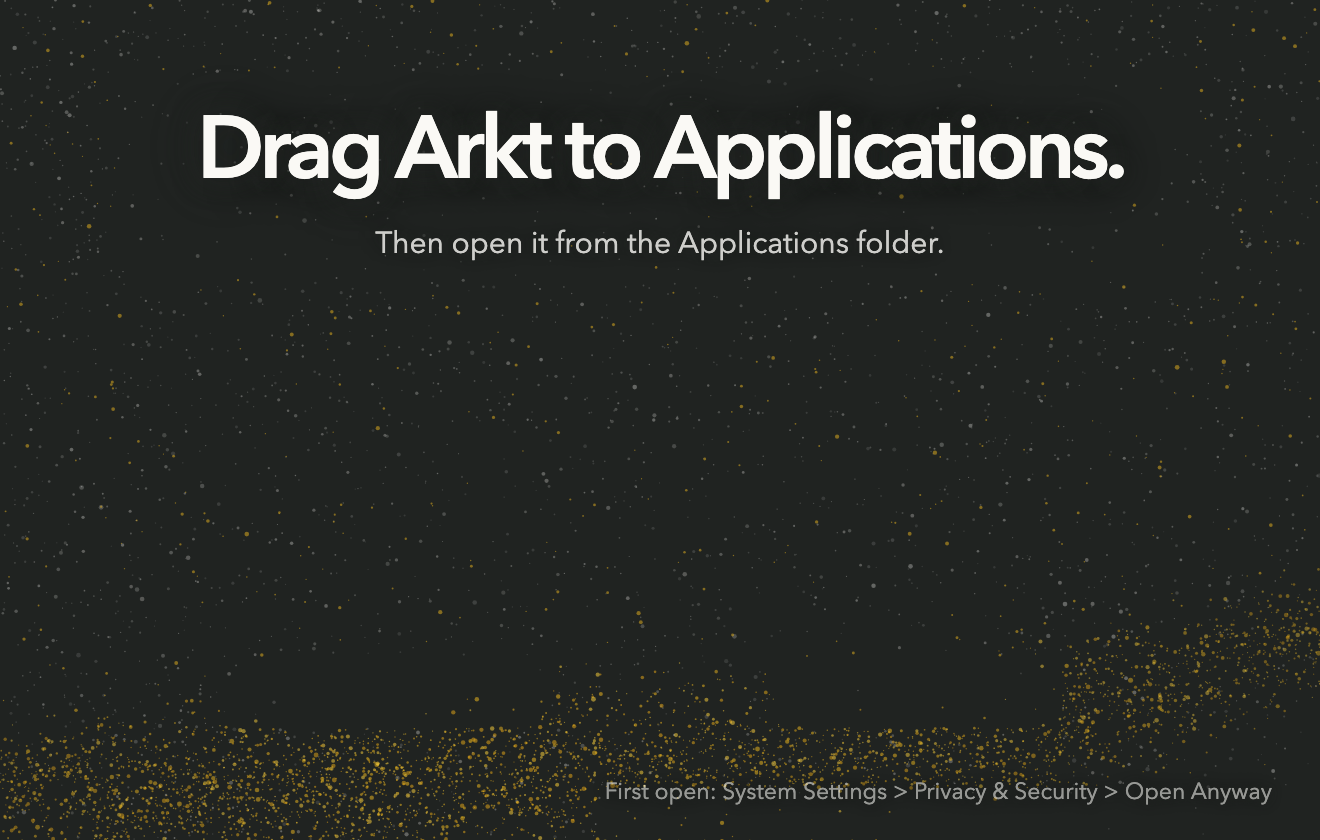 Drag Arkt to Applications.
Then open it from the Applications folder.
First open: System Settings > Privacy & Security > Open Anyway